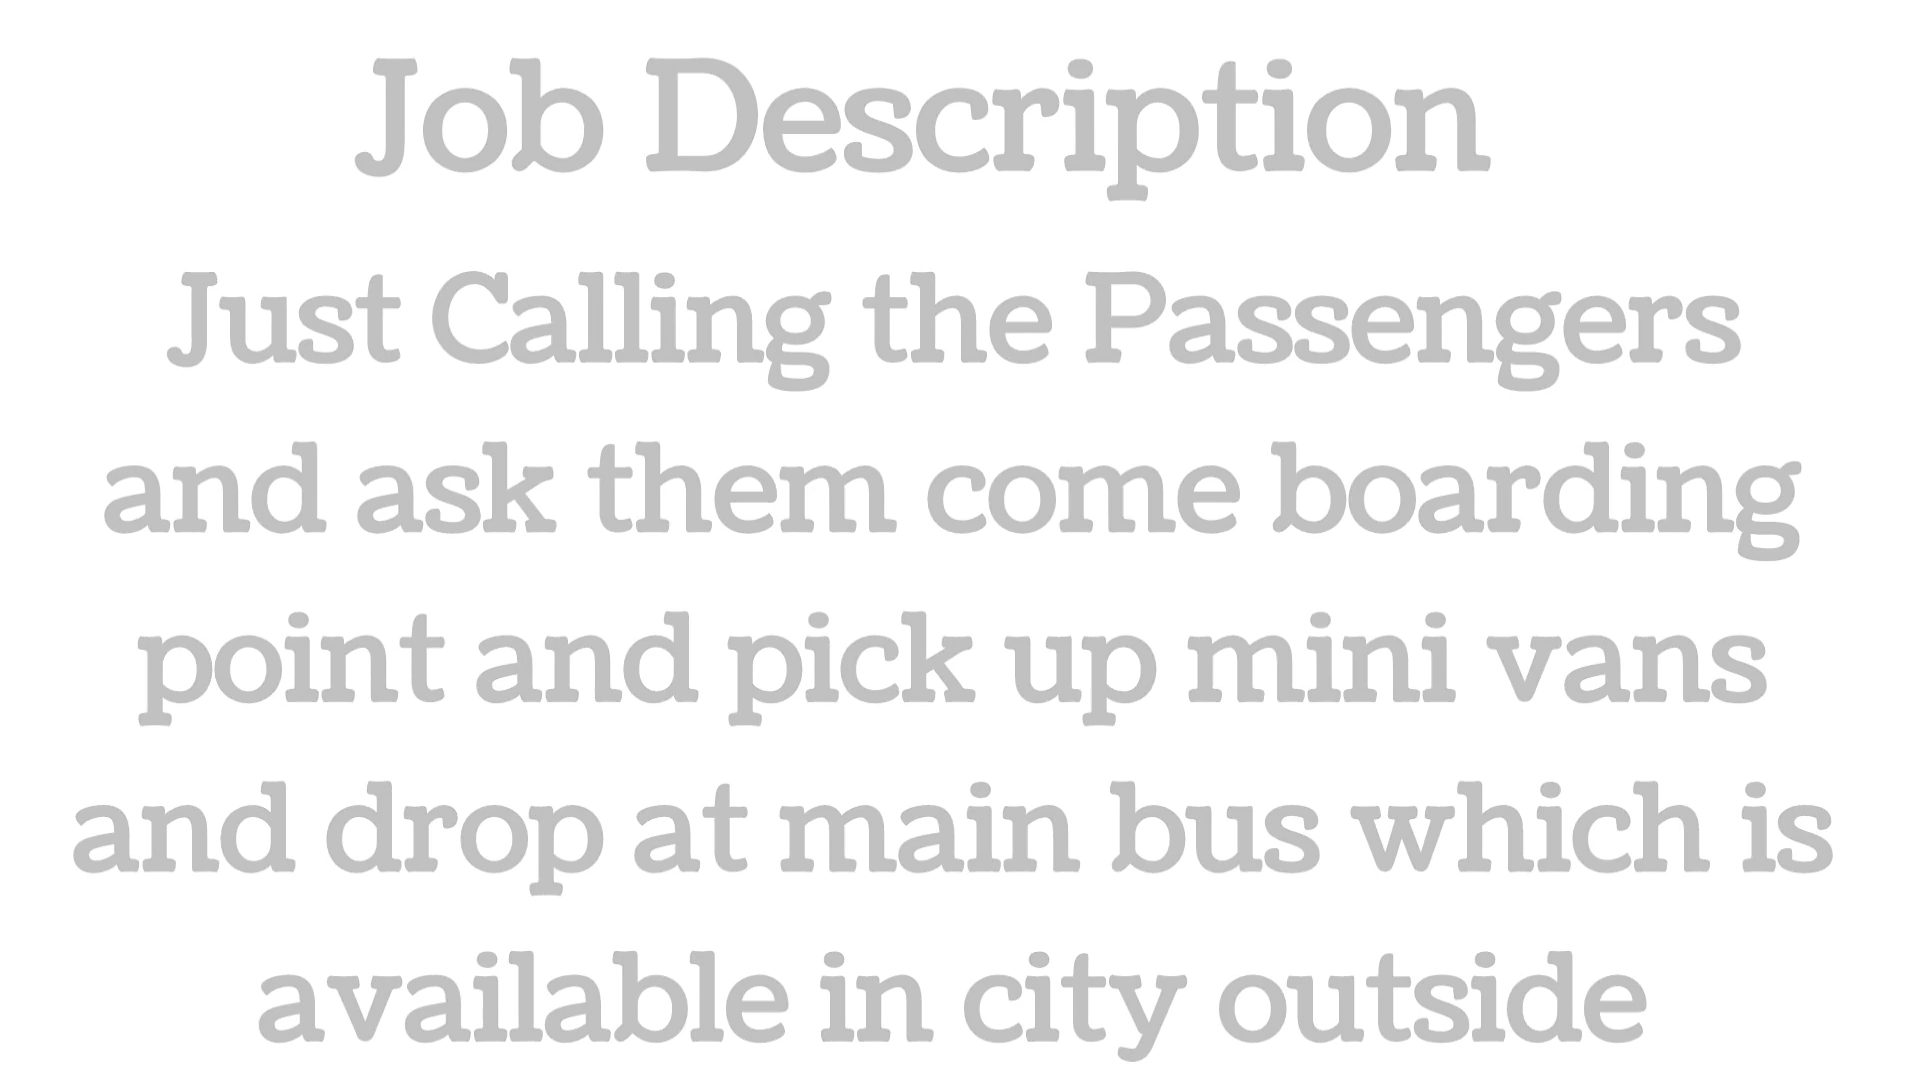 Job Description
Just Calling the Passengers
and ask them come boarding
point and pick up mini vans
and drop at main bus which is
available in city outside